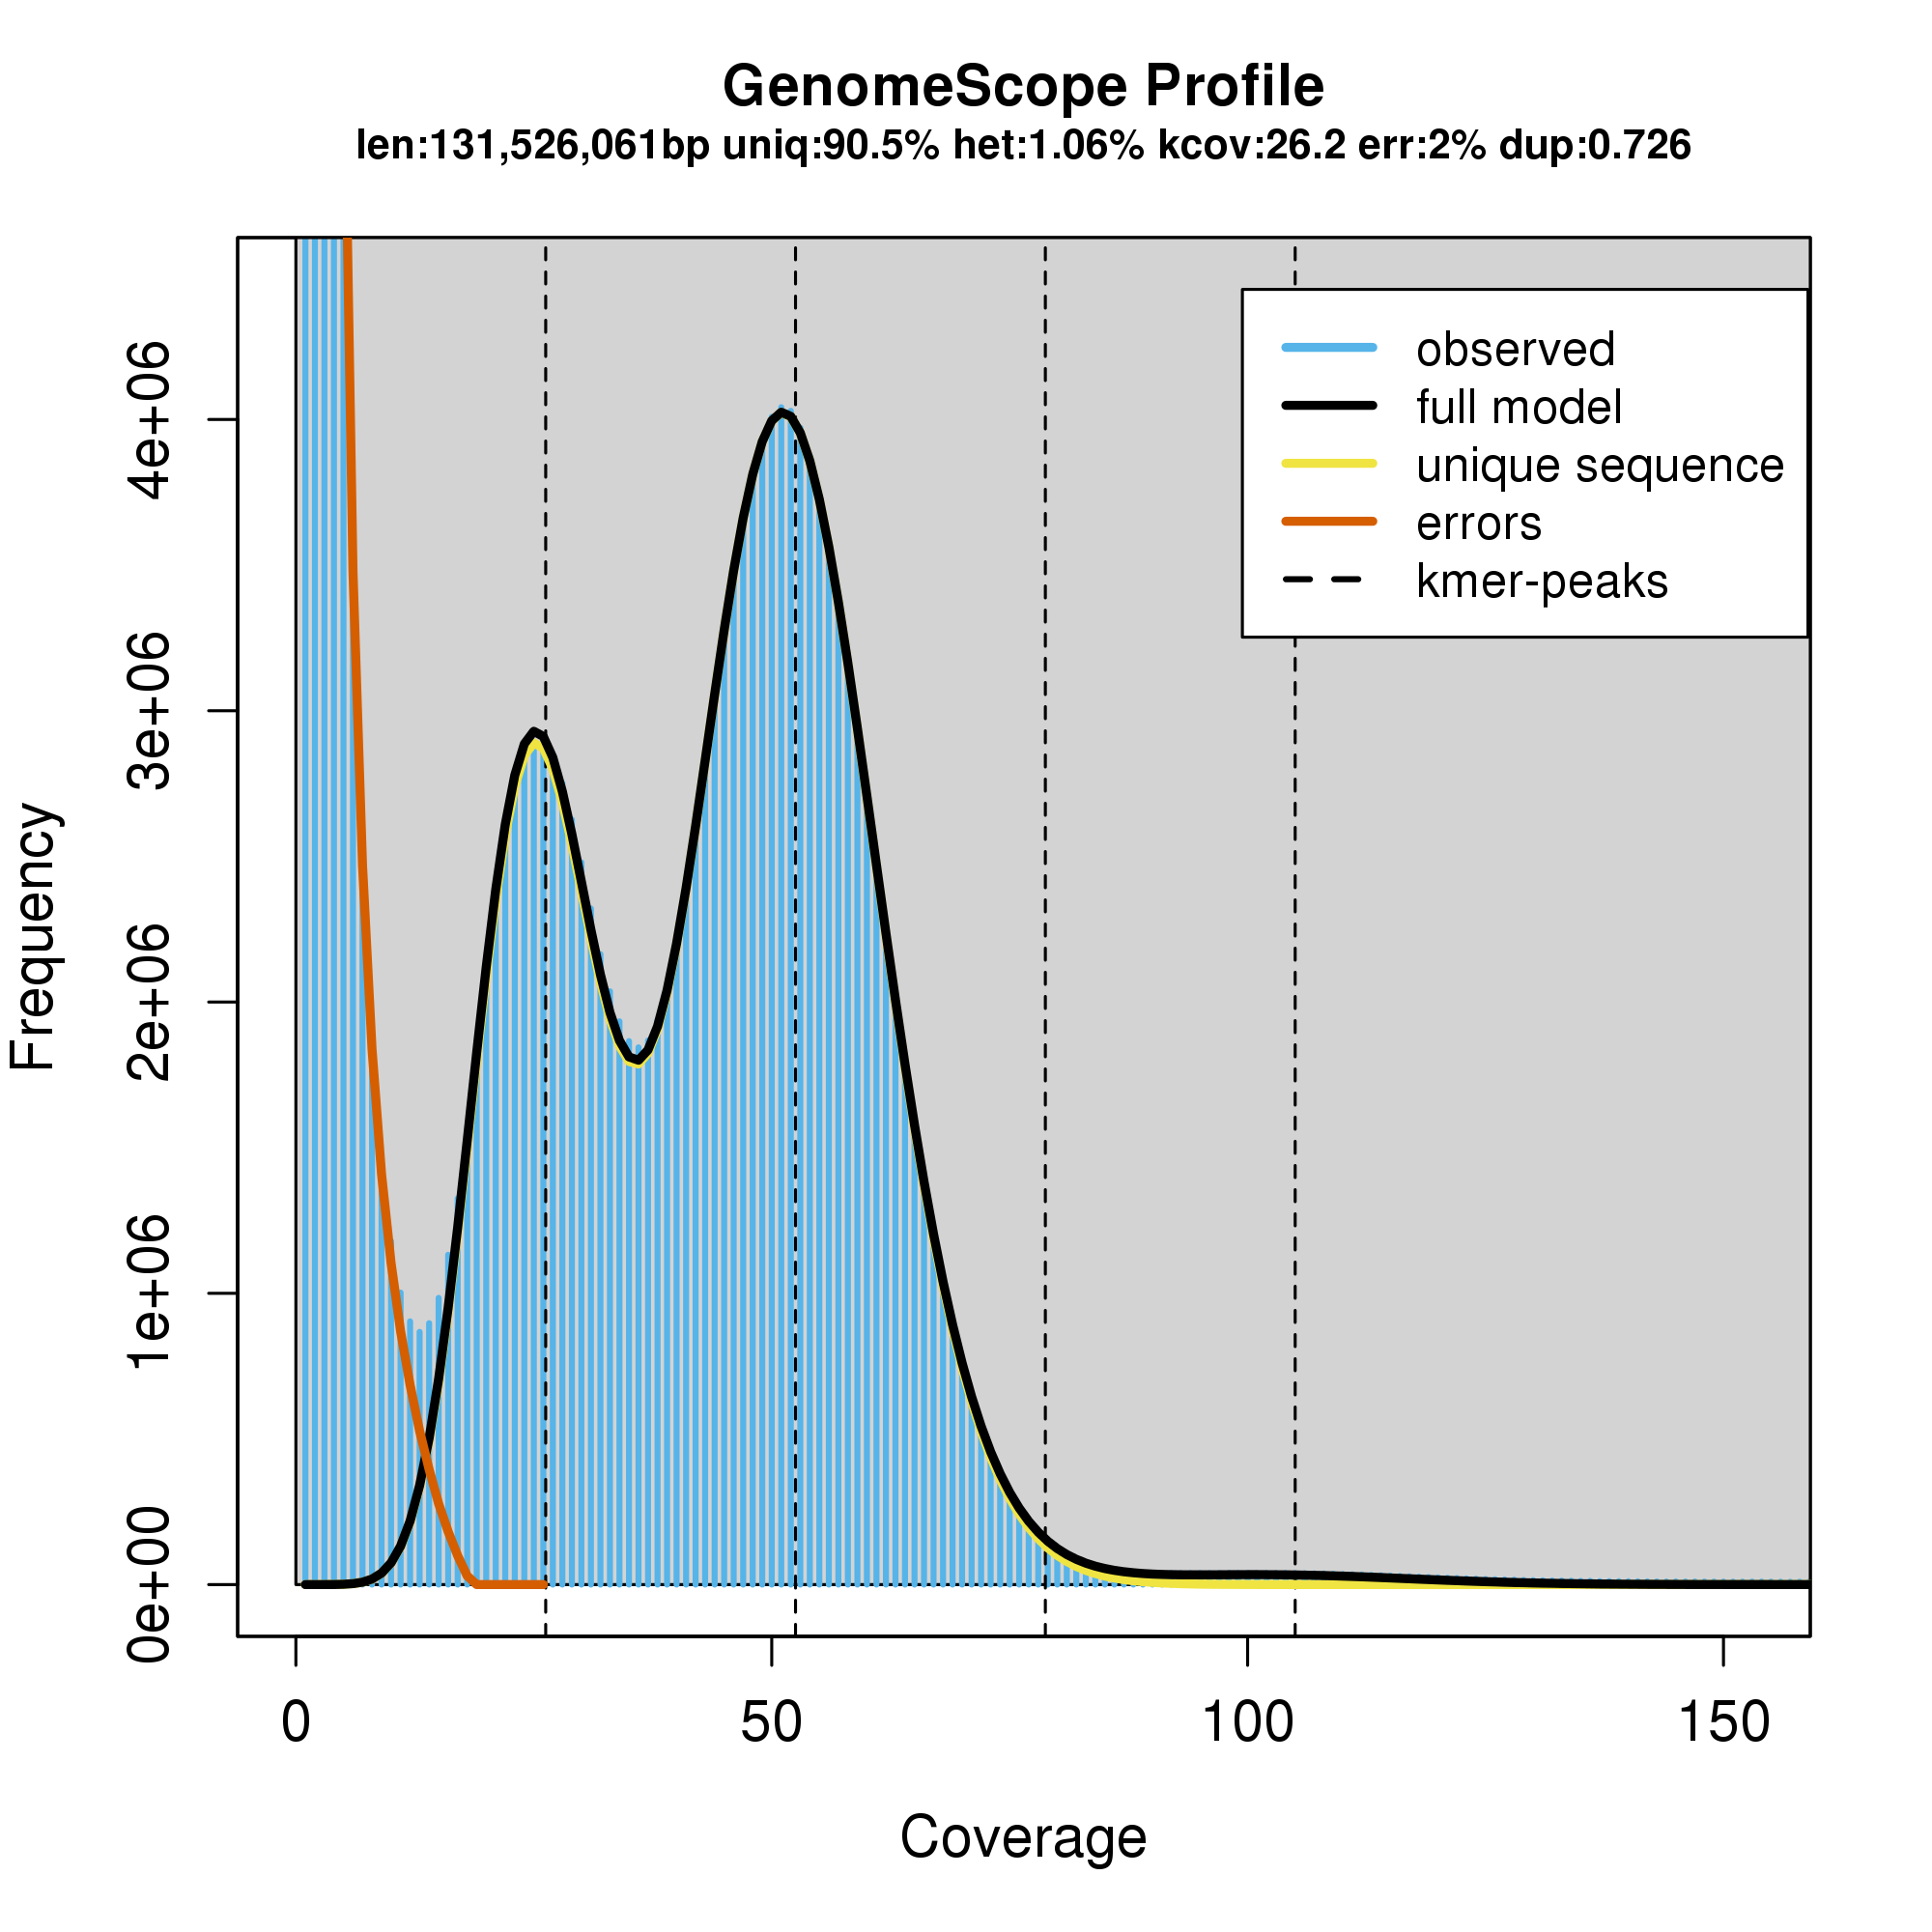 GenomeScope Profile
len:131,526,061bp uniq:90.5% het:1.06% kcov:26.2 err:2% dup:0.726
observed
full model
unique sequence
errors
kmer-peaks
Frequency
4e+06
3e+06
2e+06
1e+06
0e+00
0 50 100 150
Coverage